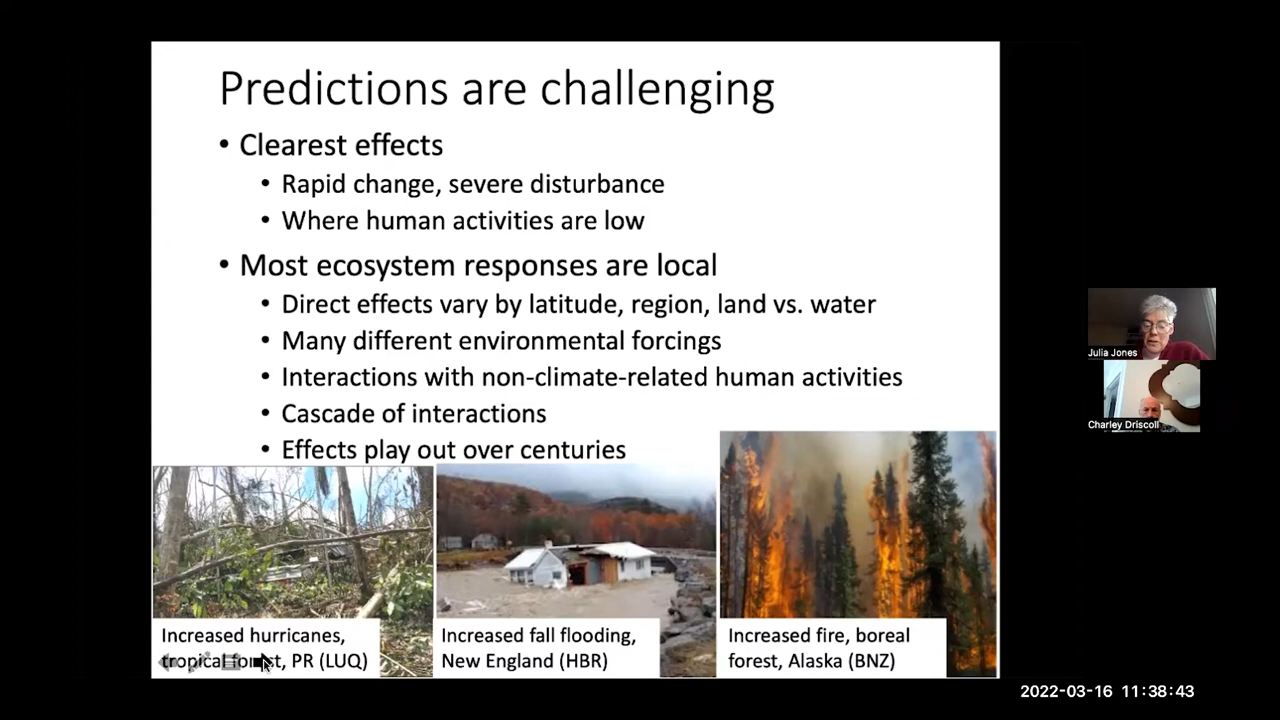 Predictions are challenging
• Clearest effects
• Rapid change, severe disturbance
• Where human activities are low
• Most ecosystem responses are local
• Direct effects vary by latitude, region, land vs. water
• Many different environmental forcings
• Interactions with non-climate-related human activities
• Cascade of interactions
• Effects play out over centuries
Increased hurricanes,
tropical forest, PR (LUQ)
Increased fall flooding,
New England (HBR)
Increased fire, boreal
forest, Alaska (BNZ)
Julia Jones
Charley Driscoll
2022-03-16 11:38:43